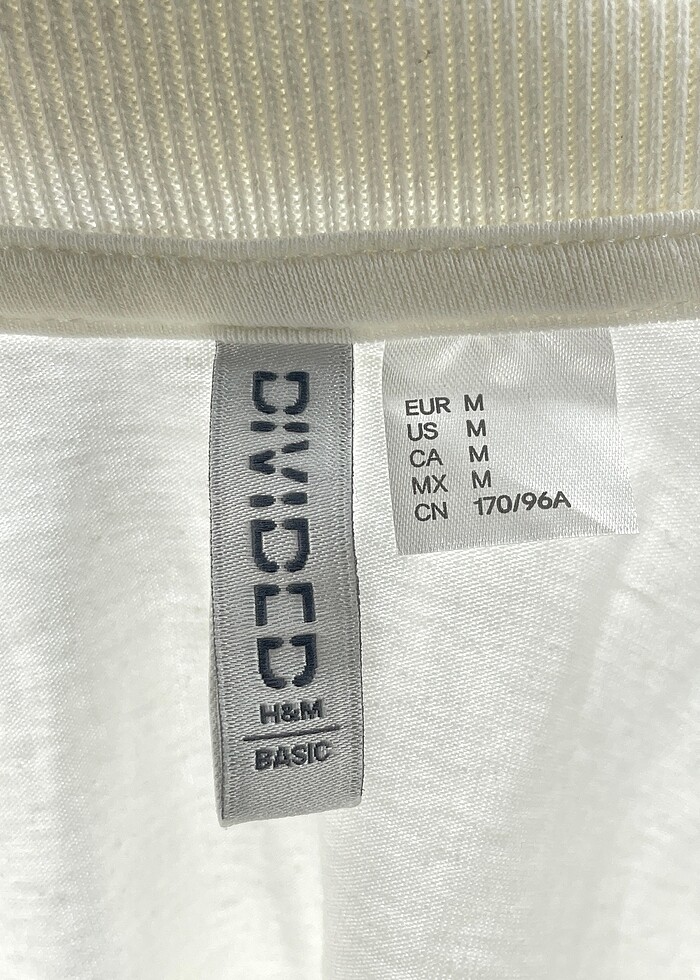 DIVIDED
H&M
BASIC
EUR M
US M
CA M
MX M
CN 170/96A